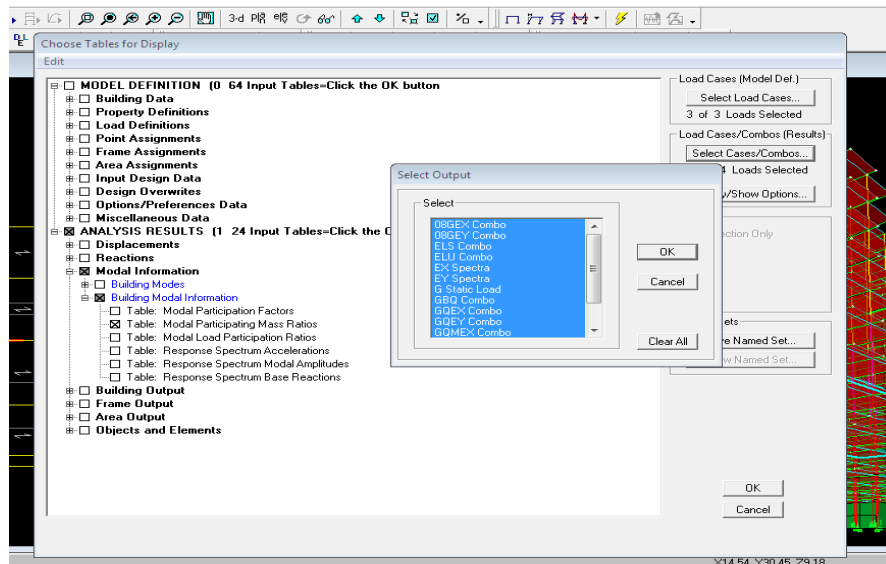 3-d
Choose Tables for Display
Edit
MODEL DEFINITION (0 64 Input Tables=Click the OK button
Building Data
Property Definitions
Load Definitions
Point Assignments
Frame Assignments
Area Assignments
Input Design Data
Design Overwrites
Options/Preferences Data
Miscellaneous Data
ANALYSIS RESULTS (1 24 Input Tables=Click the O
Displacements
Reactions
Modal Information
Building Modes
Building Modal Information
Table: Modal Participation Factors
Table: Modal Participating Mass Ratios
Table: Modal Load Participation Ratios
Table: Response Spectrum Accelerations
Table: Response Spectrum Modal Amplitudes
Table: Response Spectrum Base Reactions
Building Output
Frame Output
Area Output
Objects and Elements
Load Cases (Model Def.)
Select Load Cases...
3 of 3 Loads Selected
Load Cases/Combos (Results)
Select Cases/Combos...
Loads Selected
/Show Options...
ection Only
ets
e Named Set...
w Named Set...
OK
Cancel
Select Output
Select
08GEX Combo
08GEY Combo
ELS Combo
ELU Combo
EX Spectra
EY Spectra
G Static Load
GBQ Combo
GQEX Combo
GQEY Combo
GQMEX Combo
OK
Cancel
Clear All
X14.54 Y30.45 Z9.18